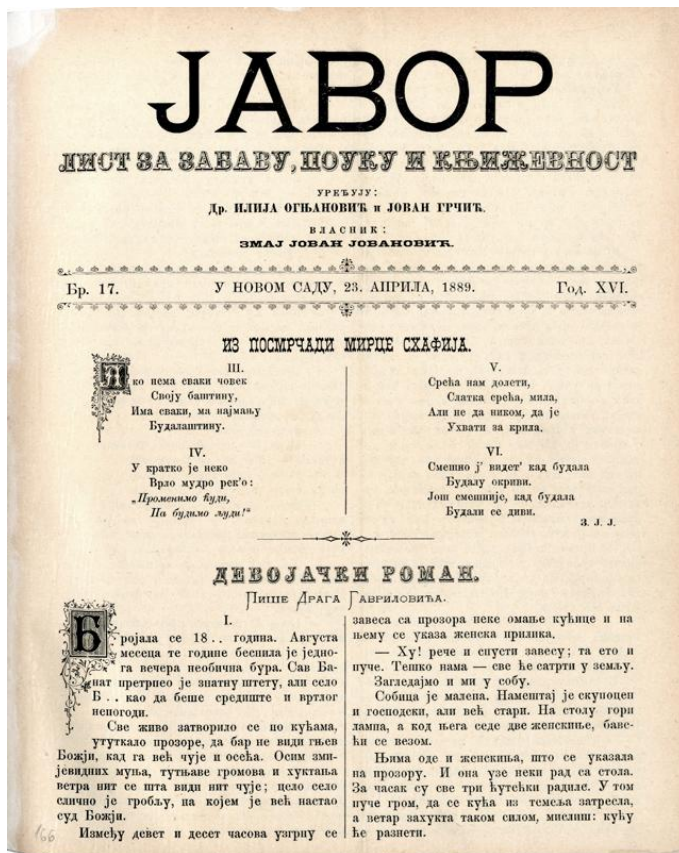 ЈАВОР
ЛИСТ ЗА ЗАБАВУ, ПОУКУ И КЊИЖЕВНОСТ
УРЕЂУЈУ:
Др. ИЛИЈА ОГЊАНОВИЋ и ЈОВАН ГРЧИЋ.
ВЛАСНИК:
ЗМАЈ ЈОВАН ЈОВАНОВИЋ.
Бр. 17. У НОВОМ САДУ, 23. АПРИЛА, 1889. Год. XVI.
ИЗ ПОСМРЧАДИ МИРЦЕ СХАФИЈА.
III.
Ако нема сваки човек
Своју баштину,
Има сваки, ма најмању
Будалаштину.
IV.
У кратко је неко
Врло мудро рек'о:
„Променимо ћуди,
Па будимо људи!“
V.
Срећа нам долети,
Слатка срећа, мила,
Али не да ником, да је
Ухвати за крила.
VI.
Смешно ј' видет' кад будала
Будалу окриви.
Још смешније, кад будала
Будали се диви.
З. Ј. Ј.
ДЕВОЈАЧКИ РОМАН.
Пише Драга Гавриловића.
I.
Бројала се 18 . . година. Августа
месеца те године беснила је једно-
га вечера необична бура. Сав Ба-
нат претрпео је знатну штету, али село
Б . . као да беше средиште и вртлог
непогоди.
Све живо затворило се по кућама,
утуткало прозоре, да бар не види гњев
Божји, кад га већ чује и осећа. Осим зми-
јевидних муња, тутњаве громова и хуктања
ветра нит се шта види нит чује; цело село
слично је гробљу, на којем је већ настао
суд Божји.
Између девет и десет часова узгрну се
завеса са прозора неке омање кућице и на
њему се указа женска прилика.
— Ху! рече и спусти завесу; та ето и
пуче. Тешко нама — све ће сатрти у земљу.
Загледајмо и ми у собу.
Собица је малена. Намештај је скупоцен
и господски, али већ стари. На столу гори
лампа, а код њега седе две женскиње, баве-
ћи се везом.
Њима оде и женскиња, што се указала
на прозору. И она узе неки рад са стола.
За часак су све три ћутећки радиле. У том
пуче гром, да се кућа из темеља затресла,
а ветар захукта таком силом, мислиш: кућу
ће разнети.
166